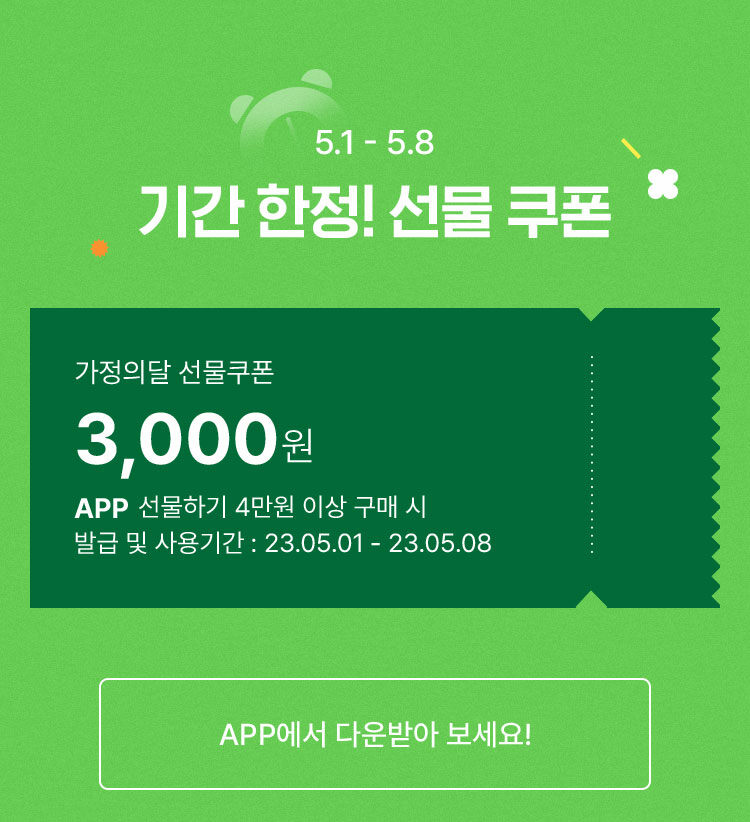 5.1 - 5.8
기간 한정! 선물 쿠폰
가정의달 선물쿠폰
3,000원
APP 선물하기 4만원 이상 구매 시
발급 및 사용기간 : 23.05.01 - 23.05.08
APP에서 다운받아 보세요!